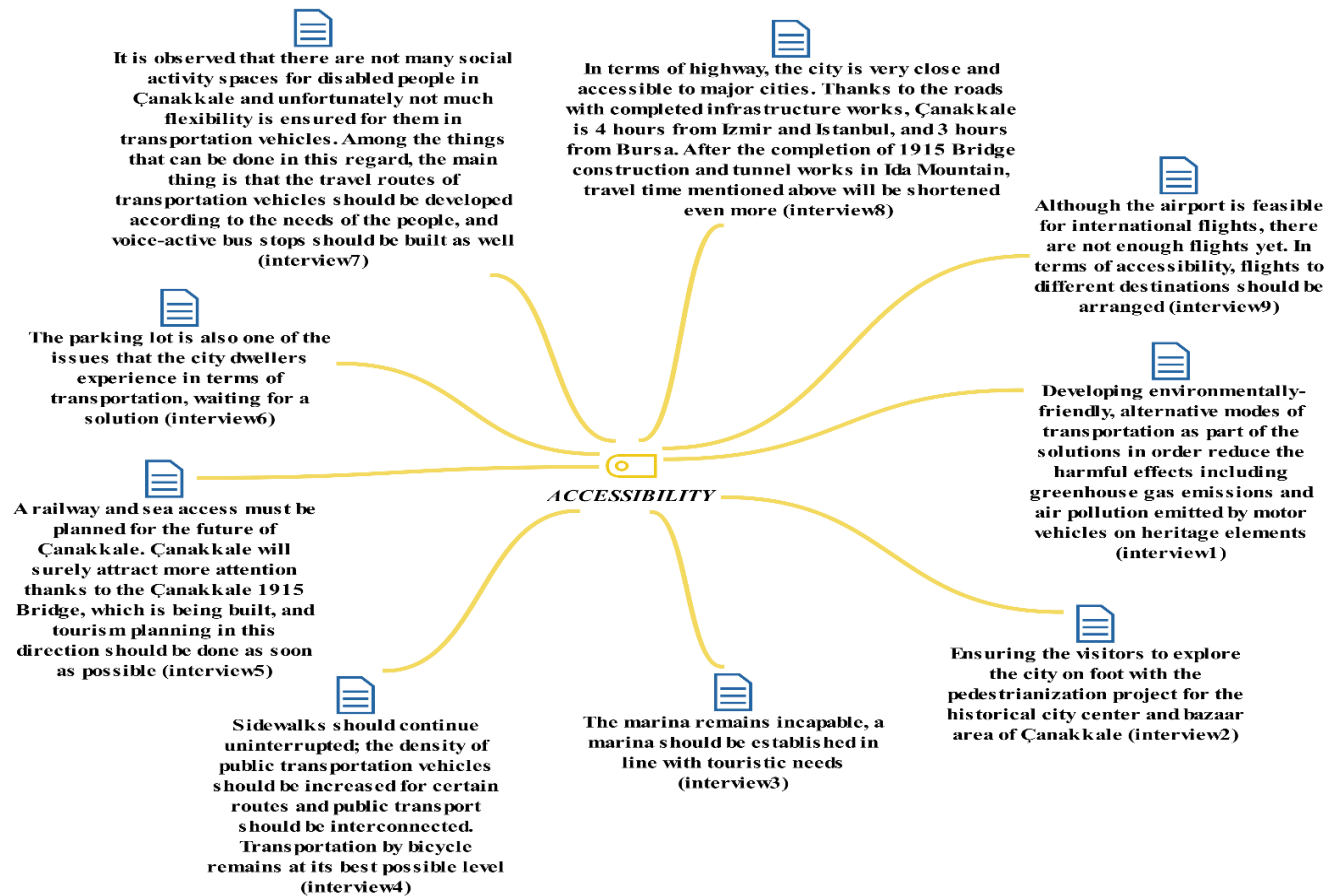 It is observed that there are not many social
activity spaces for disabled people in
Çanakkale and unfortunately not much
flexibility is ensured for them in
transportation vehicles. Among the things
that can be done in this regard, the main
thing is that the travel routes of
transportation vehicles should be developed
according to the needs of the people, and
voice-active bus stops should be built as well
(interview7)
In terms of highway, the city is very close and
accessible to major cities. Thanks to the roads
with completed infrastructure works, Çanakkale
is 4 hours from Izmir and Istanbul, and 3 hours
from Bursa. After the completion of 1915 Bridge
construction and tunnel works in Ida Mountain,
travel time mentioned above will be shortened
even more (interview8)
Although the airport is feasible
for international flights, there
are not enough flights yet. In
terms of accessibility, flights to
different destinations should be
arranged (interview9)
The parking lot is also one of the
issues that the city dwellers
experience in terms of
transportation, waiting for a
solution (interview6)
Developing environmentally-
friendly, alternative modes of
transportation as part of the
solutions in order reduce the
harmful effects including
greenhouse gas emissions and
air pollution emitted by motor
vehicles on heritage elements
(interview1)
ACCESSIBILITY
A railway and sea access must be
planned for the future of
Çanakkale. Çanakkale will
surely attract more attention
thanks to the Çanakkale 1915
Bridge, which is being built, and
tourism planning in this
direction should be done as soon
as possible (interview5)
Ensuring the visitors to explore
the city on foot with the
pedestrianization project for the
historical city center and bazaar
area of Çanakkale (interview2)
Sidewalks should continue
uninterrupted; the density of
public transportation vehicles
should be increased for certain
routes and public transport
should be interconnected.
Transportation by bicycle
remains at its best possible level
(interview4)
The marina remains incapable, a
marina should be established in
line with touristic needs
(interview3)